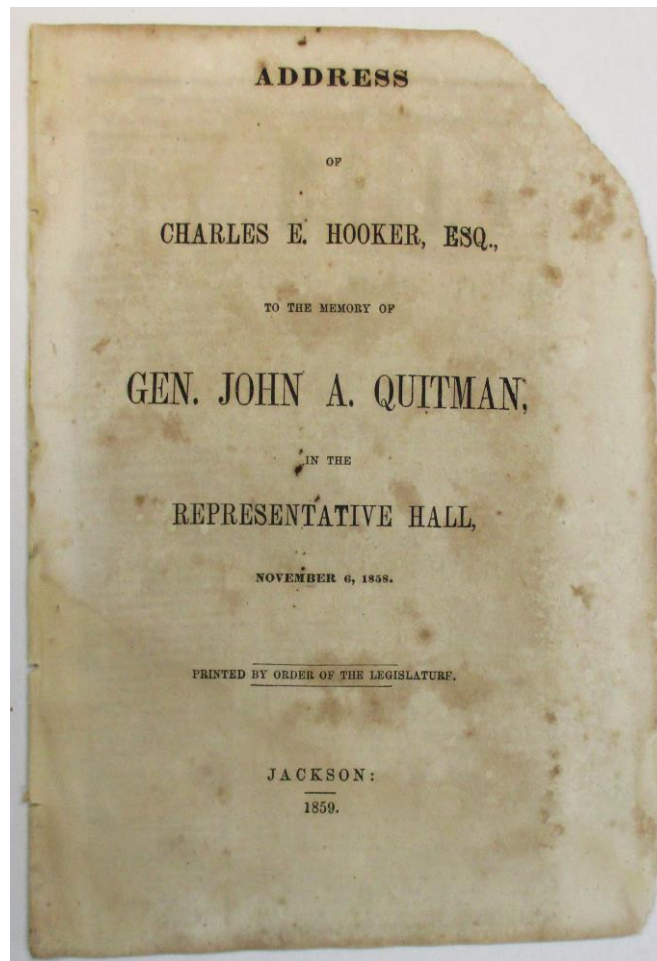 ADDRESS
OF
CHARLES E. HOOKER, ESQ.,
TO THE MEMORY OF
GEN. JOHN A. QUITMAN,
IN THE
REPRESENTATIVE HALL,
NOVEMBER 6, 1858.
PRINTED BY ORDER OF THE LEGISLATURE.
JACKSON:
1859.